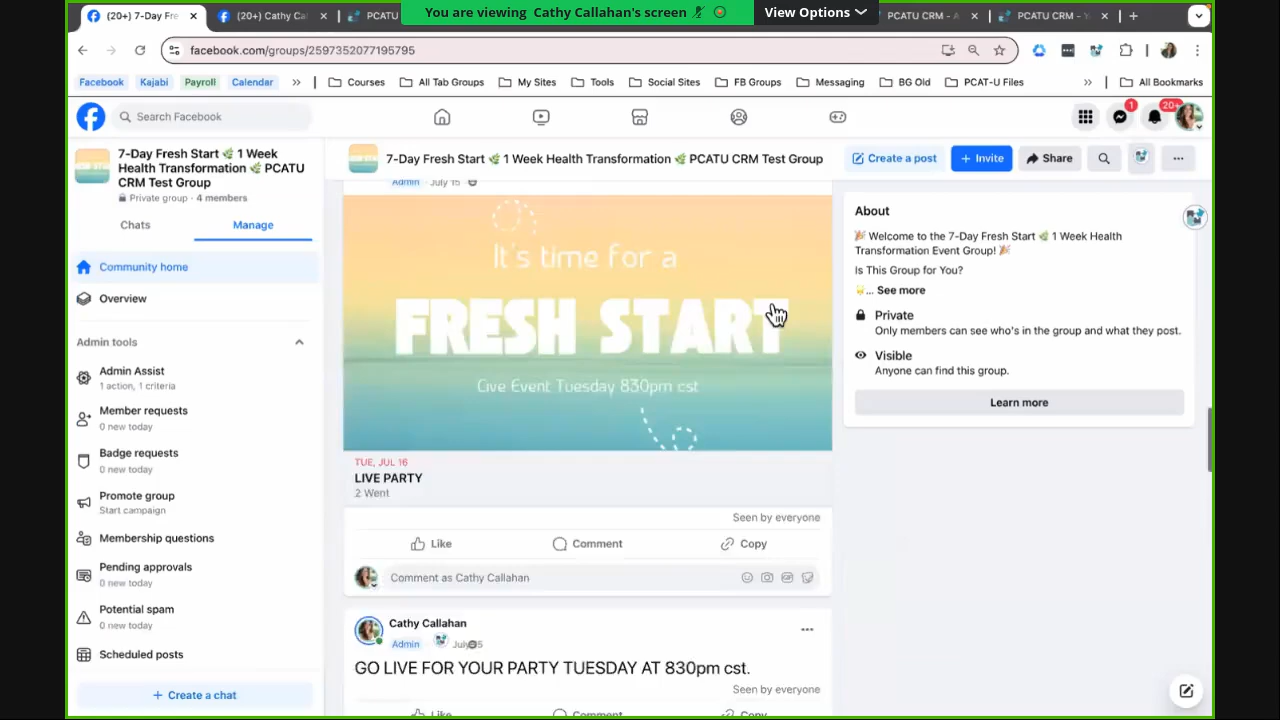 You are viewing Cathy Callahan's screen
View Options
(20+) 7-Day Fre
(20+) Cathy Cal
PCATU
PCATU CRM - A
PCATU CRM - Y
facebook.com/groups/2597352077195795
Facebook
Kajabi
Payroll
Calendar
Courses
All Tab Groups
My Sites
Tools
Social Sites
FB Groups
Messaging
BG Old
PCAT-U Files
All Bookmarks
Search Facebook
1
20+
7-Day Fresh Start 🌿 1 Week
Health Transformation 🌿 PCATU
CRM Test Group
Private group · 4 members
Chats
Manage
Community home
Overview
Admin tools
Admin Assist
1 action, 1 criteria
Member requests
0 new today
Badge requests
0 new today
Promote group
Start campaign
Membership questions
Pending approvals
0 new today
Potential spam
0 new today
Scheduled posts
+ Create a chat
7-Day Fresh Start 🌿 1 Week Health Transformation 🌿 PCATU CRM Test Group
Create a post
+ Invite
Share
Admin July 15
It's time for a
FRESH START
Live Event Tuesday 830pm cst
TUE, JUL 16
LIVE PARTY
2 Went
Seen by everyone
Like
Comment
Copy
Comment as Cathy Callahan
Cathy Callahan
Admin
GO LIVE FOR YOUR PARTY TUESDAY AT 830pm cst.
Seen by everyone
Like
Comment
Copy
About
🎉 Welcome to the 7-Day Fresh Start 🌿 1 Week Health
Transformation Event Group! 🎉
Is This Group for You?
... See more
Private
Only members can see who's in the group and what they post.
Visible
Anyone can find this group.
Learn more